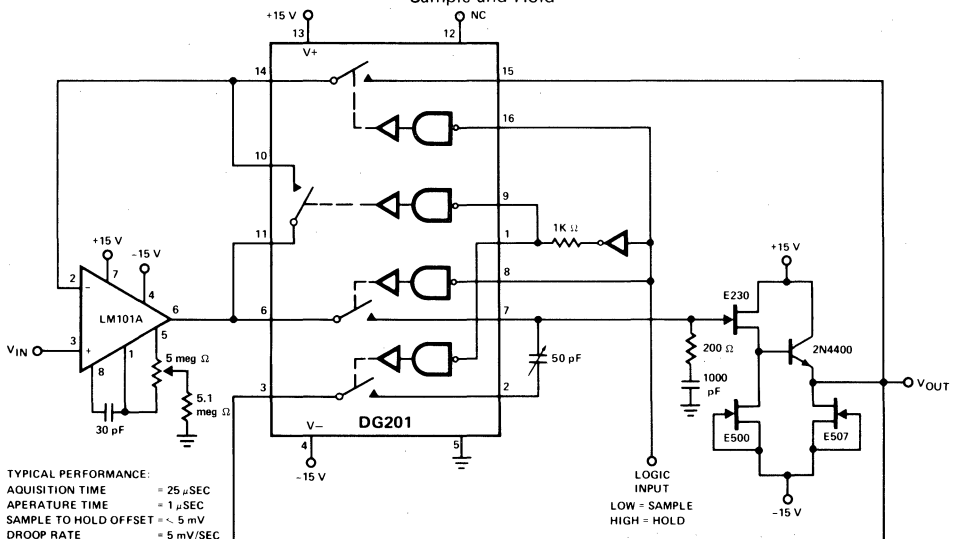 Sample and Hold
+15 V
NC
13
12
V+
14
15
16
10
9
1K Ω
1
11
8
+15 V
-15 V
+15 V
2
7
4
E230
−
6
6
7
LM101A
5
200 Ω
2N4400
VIN
3
+
5 meg Ω
50 pF
VOUT
8
1
1000
pF
3
2
5.1
meg Ω
30 pF
DG201
E500
E507
V−
4
5
-15 V
LOGIC
INPUT
-15 V
LOW = SAMPLE
HIGH = HOLD
TYPICAL PERFORMANCE:
AQUISITION TIME = 25 μSEC
APERATURE TIME = 1 μSEC
SAMPLE TO HOLD OFFSET = < 5 mV
DROOP RATE = 5 mV/SEC